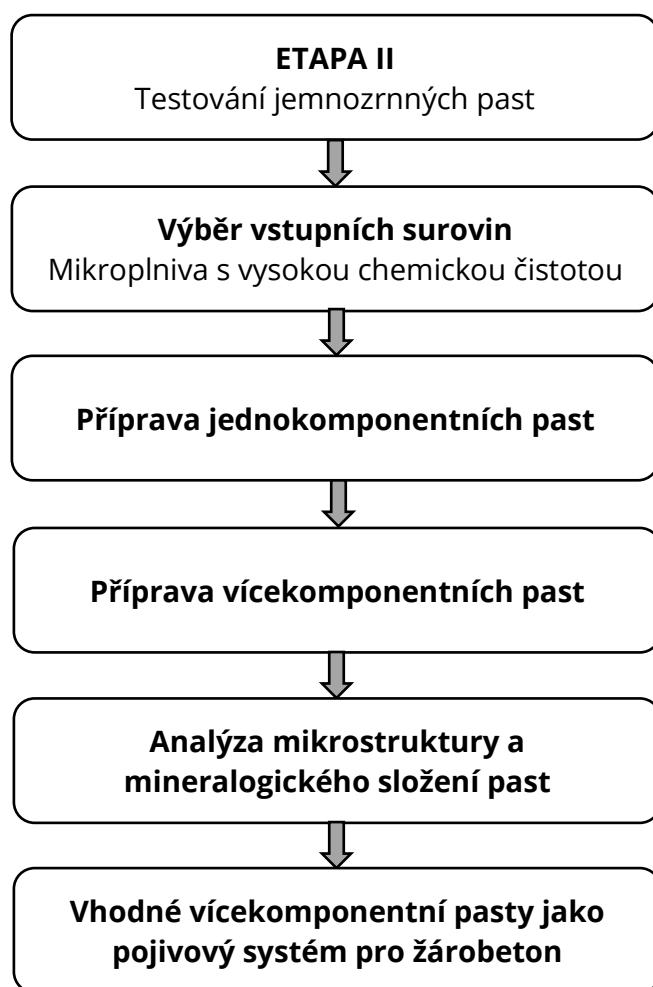 ETAPA II
Testování jemnozrnných past
Výběr vstupních surovin
Mikroplniva s vysokou chemickou čistotou
Příprava jednokomponentních past
Příprava vícekomponentních past
Analýza mikrostruktury a
mineralogického složení past
Vhodné vícekomponentní pasty jako
pojivový systém pro žárobeton